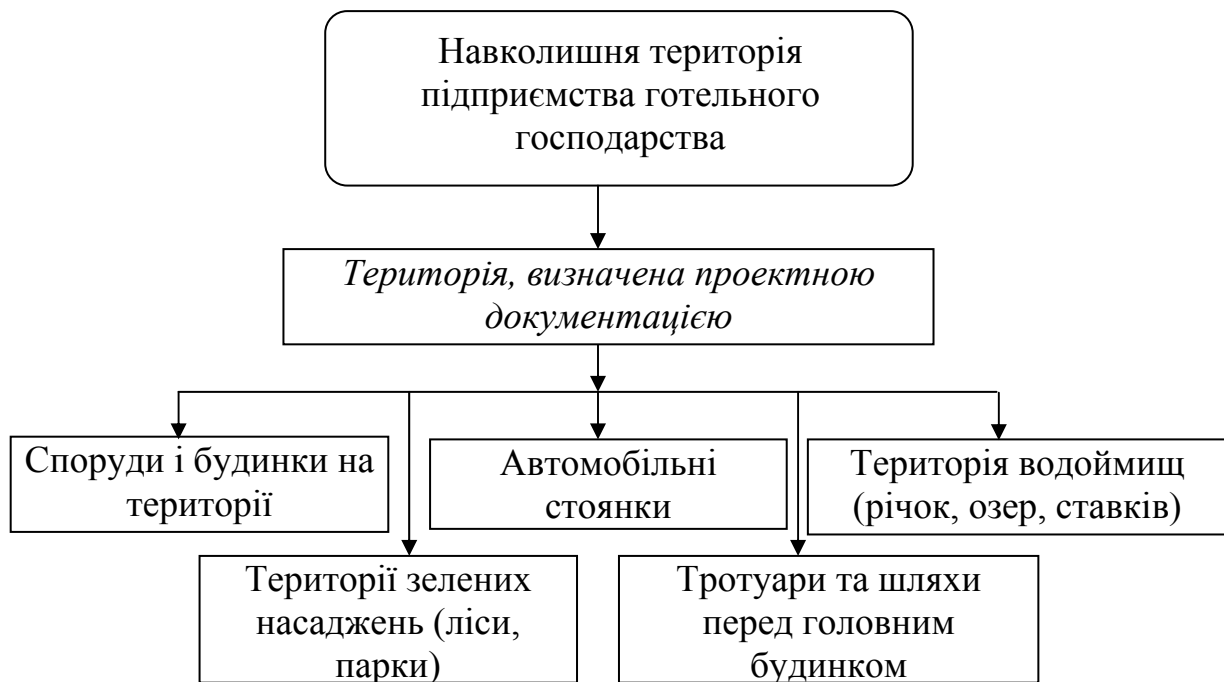 Навколишня територія
підприємства готельного
господарства
Територія, визначена проектною
документацією
Споруди і будинки на
території
Автомобільні
стоянки
Територія водоймищ
(річок, озер, ставків)
Території зелених
насаджень (ліси,
парки)
Тротуари та шляхи
перед головним
будинком